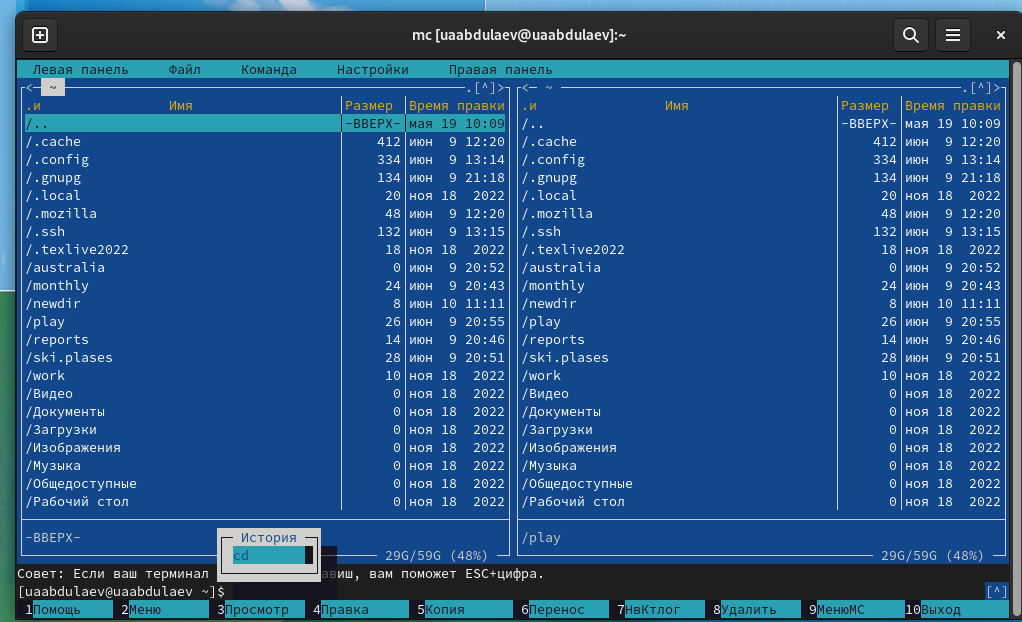 mc [uaabdulaev@uaabdulaev]:~
Левая панель Файл Команда Настройки Правая панель
<─ ~ .[^]>
.и Имя Размер Время правки
/.. -ВВЕРХ- мая 19 10:09
/.cache 412 июн 9 12:20
/.config 334 июн 9 13:14
/.gnupg 134 июн 9 21:18
/.local 20 ноя 18 2022
/.mozilla 48 июн 9 12:20
/.ssh 132 июн 9 13:15
/.texlive2022 18 ноя 18 2022
/australia 0 июн 9 20:52
/monthly 24 июн 9 20:43
/newdir 8 июн 10 11:11
/play 26 июн 9 20:55
/reports 14 июн 9 20:46
/ski.plases 28 июн 9 20:51
/work 10 ноя 18 2022
/Видео 0 ноя 18 2022
/Документы 0 ноя 18 2022
/Загрузки 0 ноя 18 2022
/Изображения 0 ноя 18 2022
/Музыка 0 ноя 18 2022
/Общедоступные 0 ноя 18 2022
/Рабочий стол 0 ноя 18 2022
-ВВЕРХ-
29G/59G (48%)
<─ ~ .[^]>
.и Имя Размер Время правки
/.. -ВВЕРХ- мая 19 10:09
/.cache 412 июн 9 12:20
/.config 334 июн 9 13:14
/.gnupg 134 июн 9 21:18
/.local 20 ноя 18 2022
/.mozilla 48 июн 9 12:20
/.ssh 132 июн 9 13:15
/.texlive2022 18 ноя 18 2022
/australia 0 июн 9 20:52
/monthly 24 июн 9 20:43
/newdir 8 июн 10 11:11
/play 26 июн 9 20:55
/reports 14 июн 9 20:46
/ski.plases 28 июн 9 20:51
/work 10 ноя 18 2022
/Видео 0 ноя 18 2022
/Документы 0 ноя 18 2022
/Загрузки 0 ноя 18 2022
/Изображения 0 ноя 18 2022
/Музыка 0 ноя 18 2022
/Общедоступные 0 ноя 18 2022
/Рабочий стол 0 ноя 18 2022
/play
29G/59G (48%)
История
cd
Совет: Если ваш терминал авиш, вам поможет ESC+цифра.
[uaabdulaev@uaabdulaev ~]$ [^]
1Помощь 2Меню 3Просмотр 4Правка 5Копия 6Перенос 7НвКтлог 8Удалить 9МенюМС 10Выход